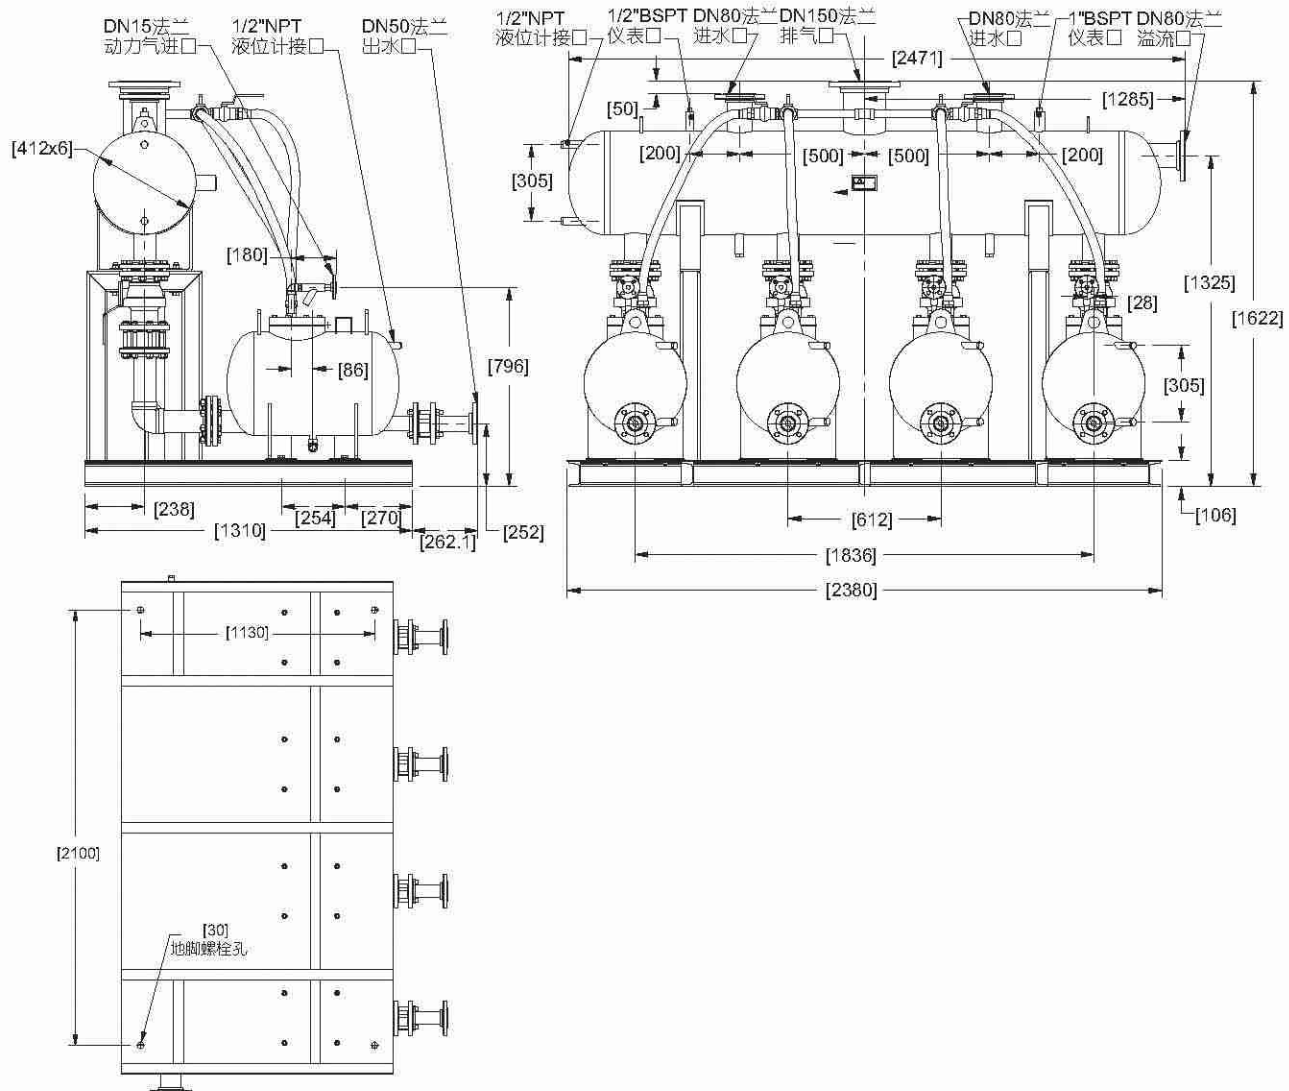 DN15法兰
动力气进口
1/2"NPT
液位计接口
DN50法兰
出水口
1/2"NPT
液位计接口
1/2"BSPT
仪表口
DN80法兰
进水口
DN150法兰
排气口
DN80法兰
进水口
1"BSPT
仪表口
DN80法兰
溢流口
[412x6]
[180]
[86]
[796]
[238]
[254]
[270]
[1310]
[262.1]
[252]
[2471]
[50]
[1285]
[200]
[500]
[500]
[200]
[305]
[1325]
[1622]
[28]
[305]
[612]
[106]
[1836]
[2380]
[1130]
[2100]
[30]
地脚螺栓孔